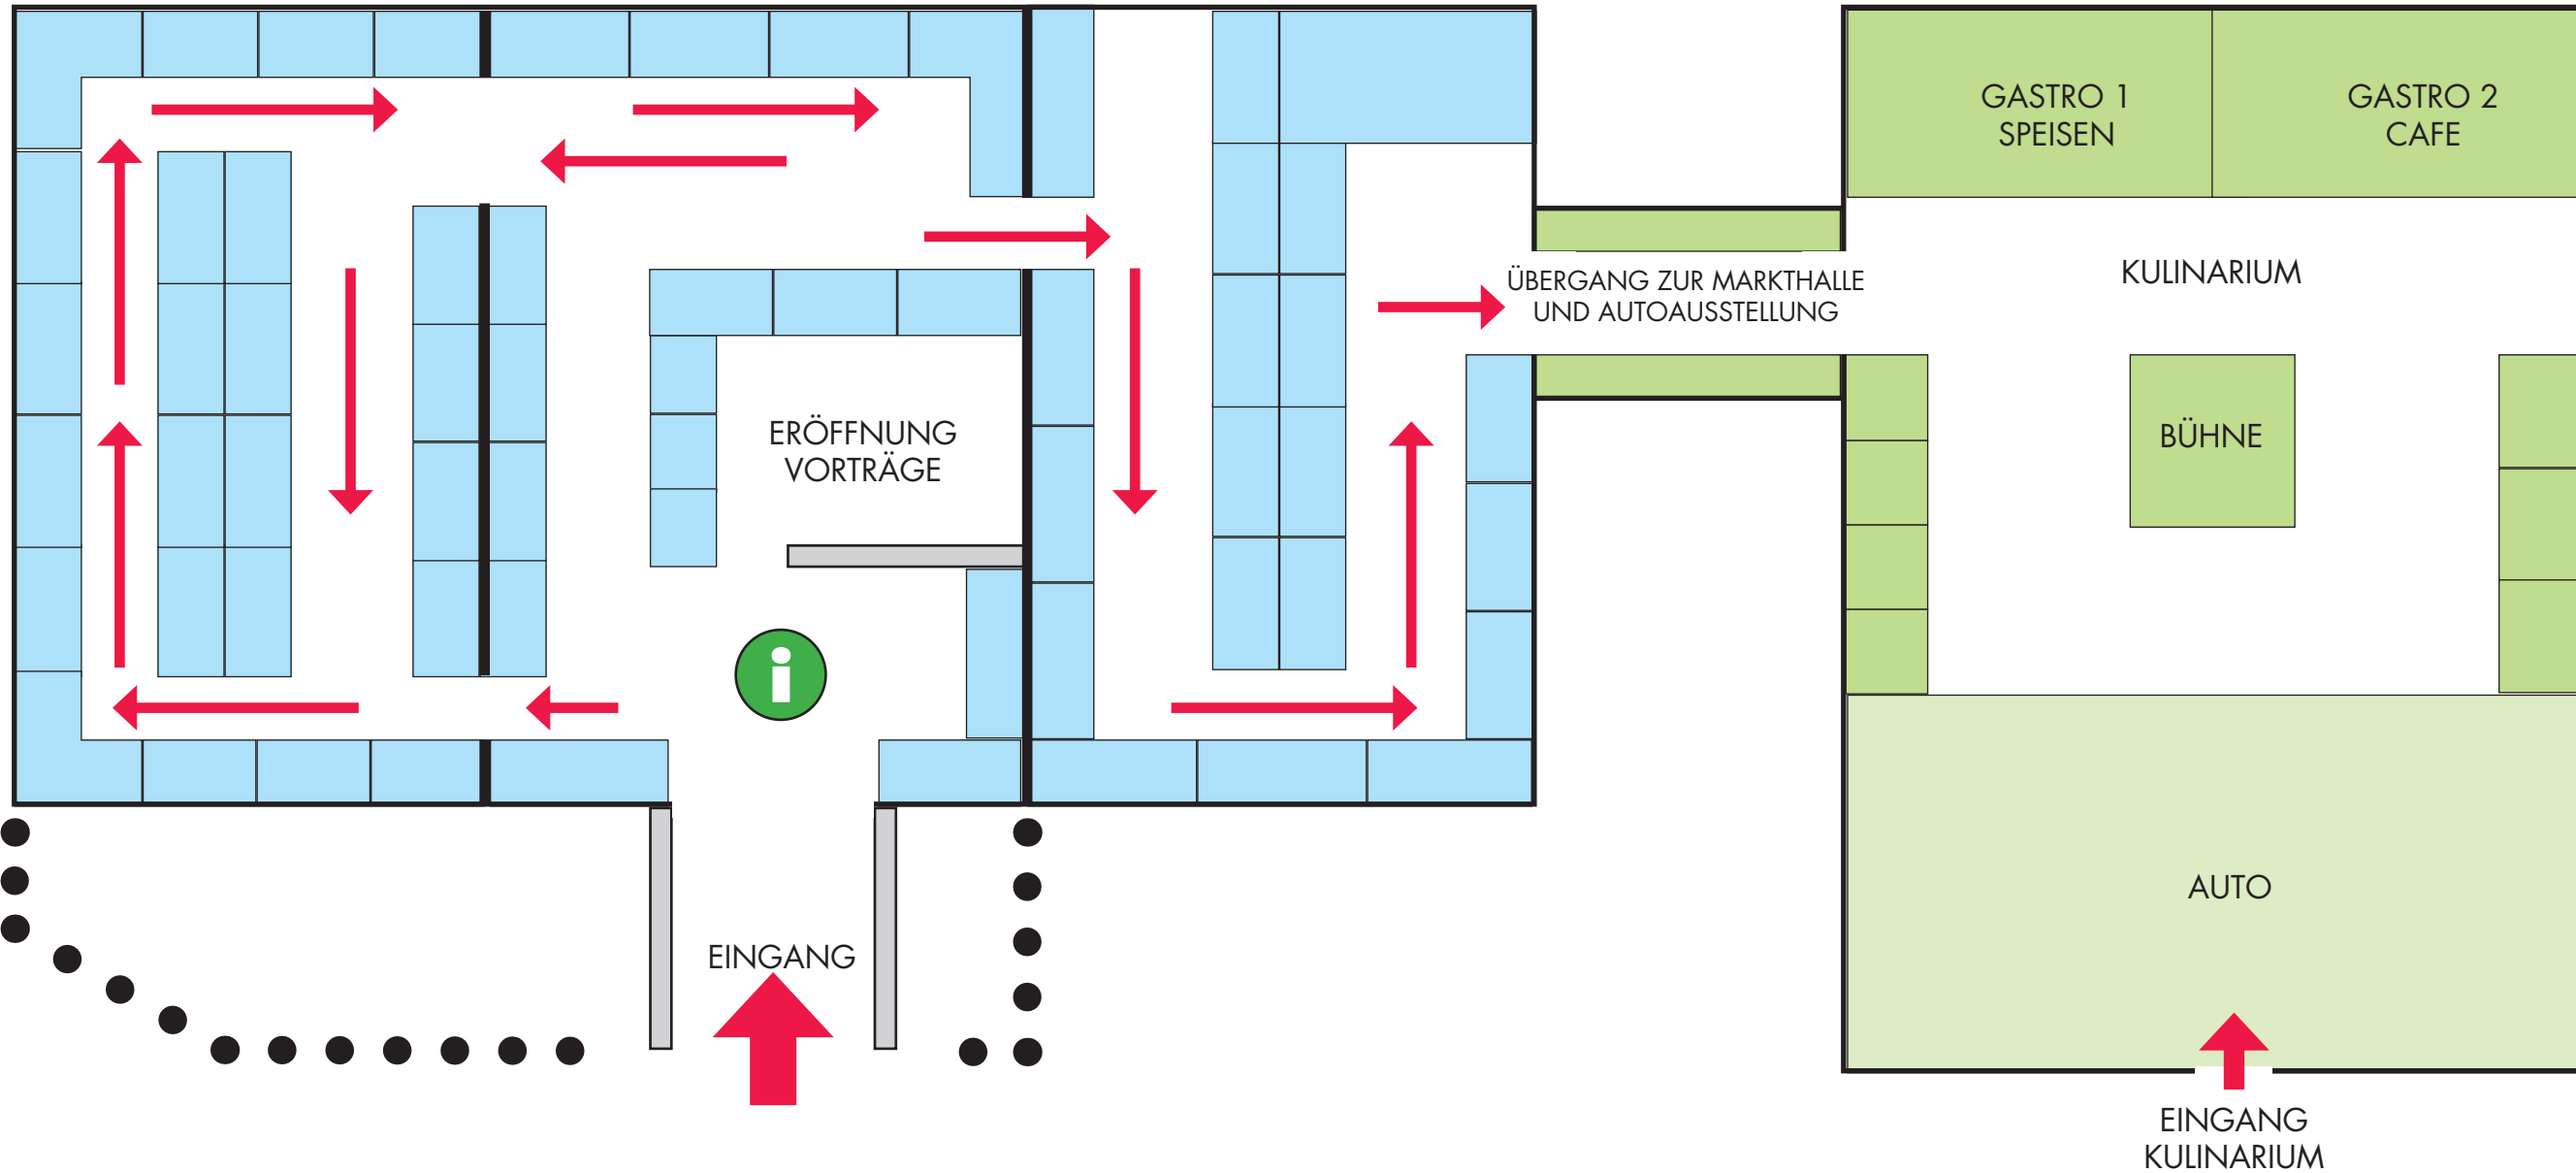 GASTRO 1
SPEISEN
GASTRO 2
CAFE
KULINARIUM
ÜBERGANG ZUR MARKTHALLE
UND AUTOAUSSTELLUNG
ERÖFFNUNG
VORTRÄGE
BÜHNE
i
AUTO
EINGANG
EINGANG
KULINARIUM